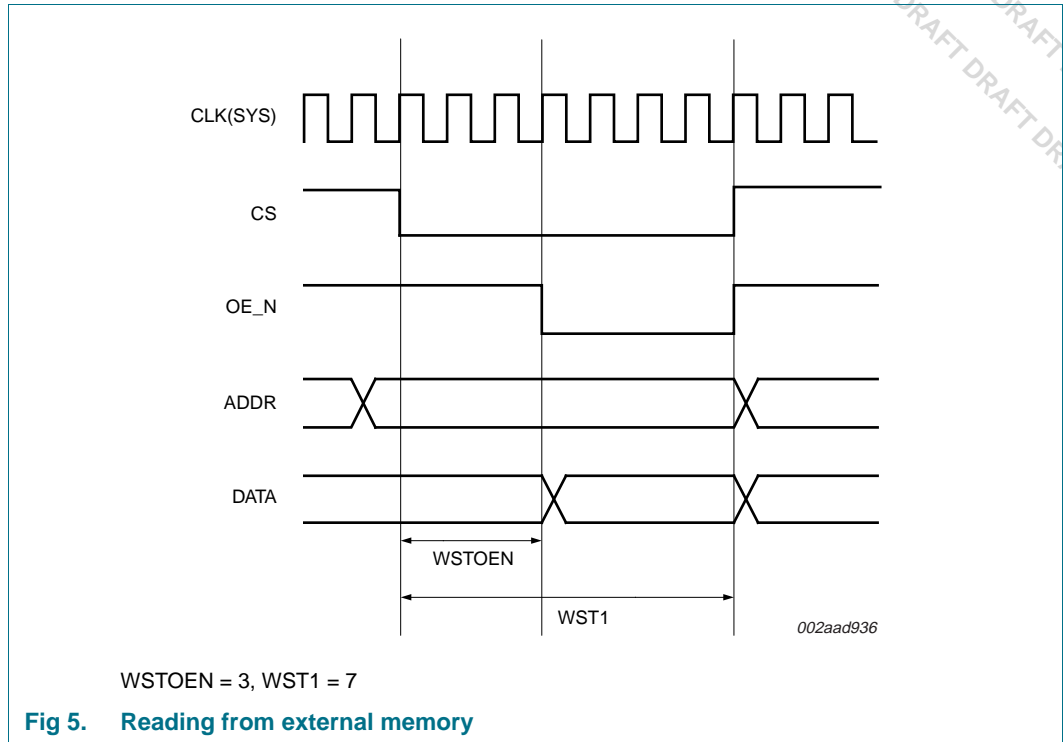 DRAFT
DRAFT DRAFT
CLK(SYS)
CS
OE_N
ADDR
DATA
WSTOEN
WST1
002aad936
WSTOEN = 3, WST1 = 7
Fig 5. Reading from external memory